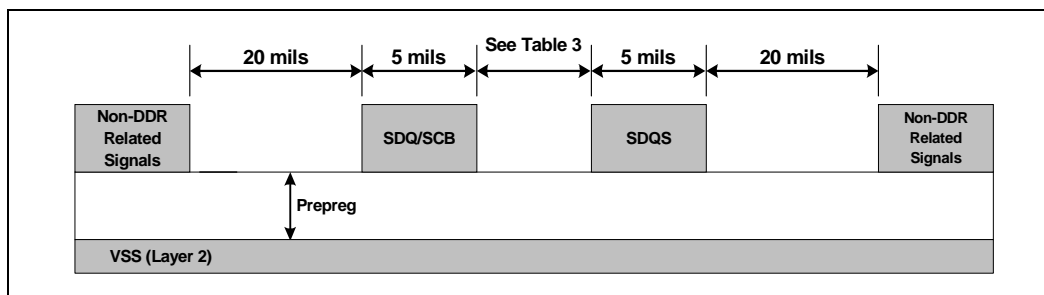 See Table 3
20 mils
5 mils
5 mils
20 mils
Non-DDR
Related
Signals
SDQ/SCB
SDQS
Non-DDR
Related
Signals
Prepreg
VSS (Layer 2)